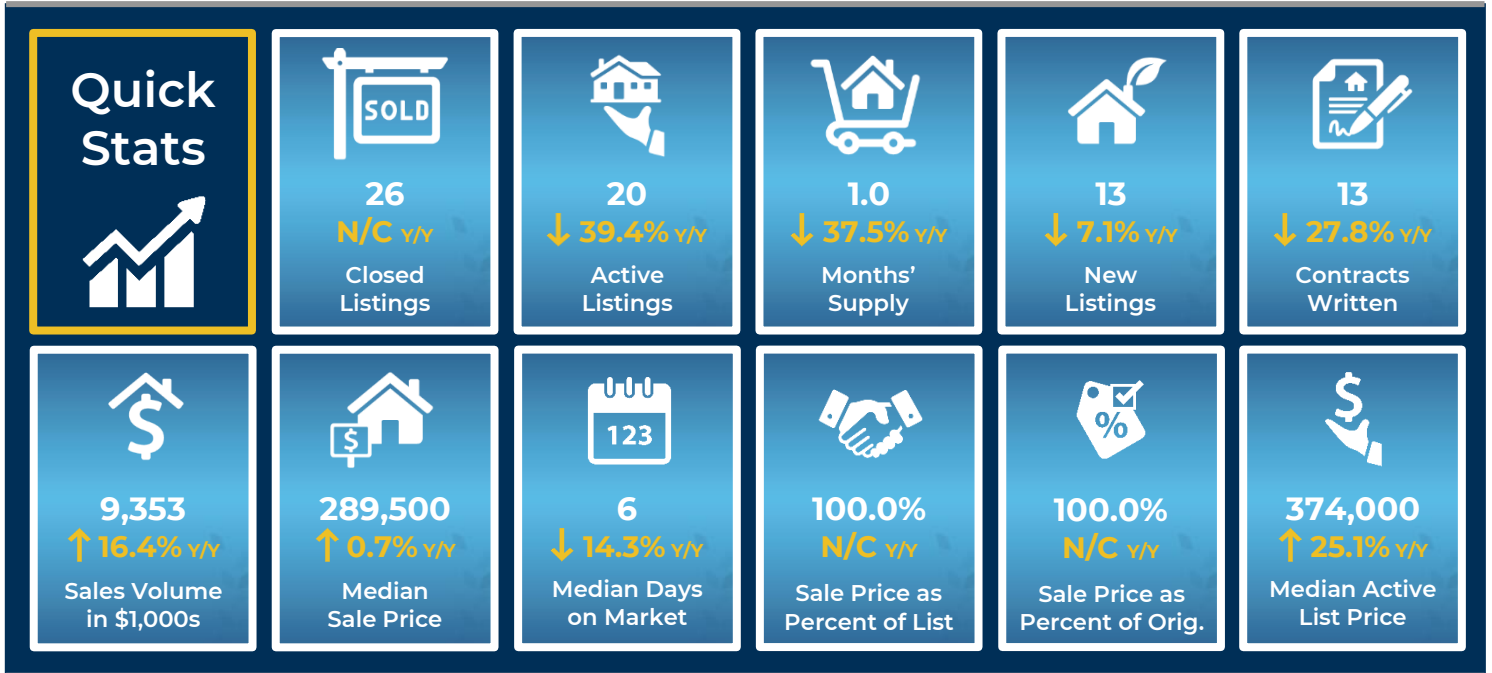 Quick
Stats
SOLD
26
N/C Y/Y
Closed
Listings
20
↓ 39.4% Y/Y
Active
Listings
1.0
↓ 37.5% Y/Y
Months’
Supply
13
↓ 7.1% Y/Y
New
Listings
13
↓ 27.8% Y/Y
Contracts
Written
$
9,353
↑ 16.4% Y/Y
Sales Volume
in $1,000s
$
289,500
↑ 0.7% Y/Y
Median
Sale Price
123
6
↓ 14.3% Y/Y
Median Days
on Market
100.0%
N/C Y/Y
Sale Price as
Percent of List
%
100.0%
N/C Y/Y
Sale Price as
Percent of Orig.
$
374,000
↑ 25.1% Y/Y
Median Active
List Price